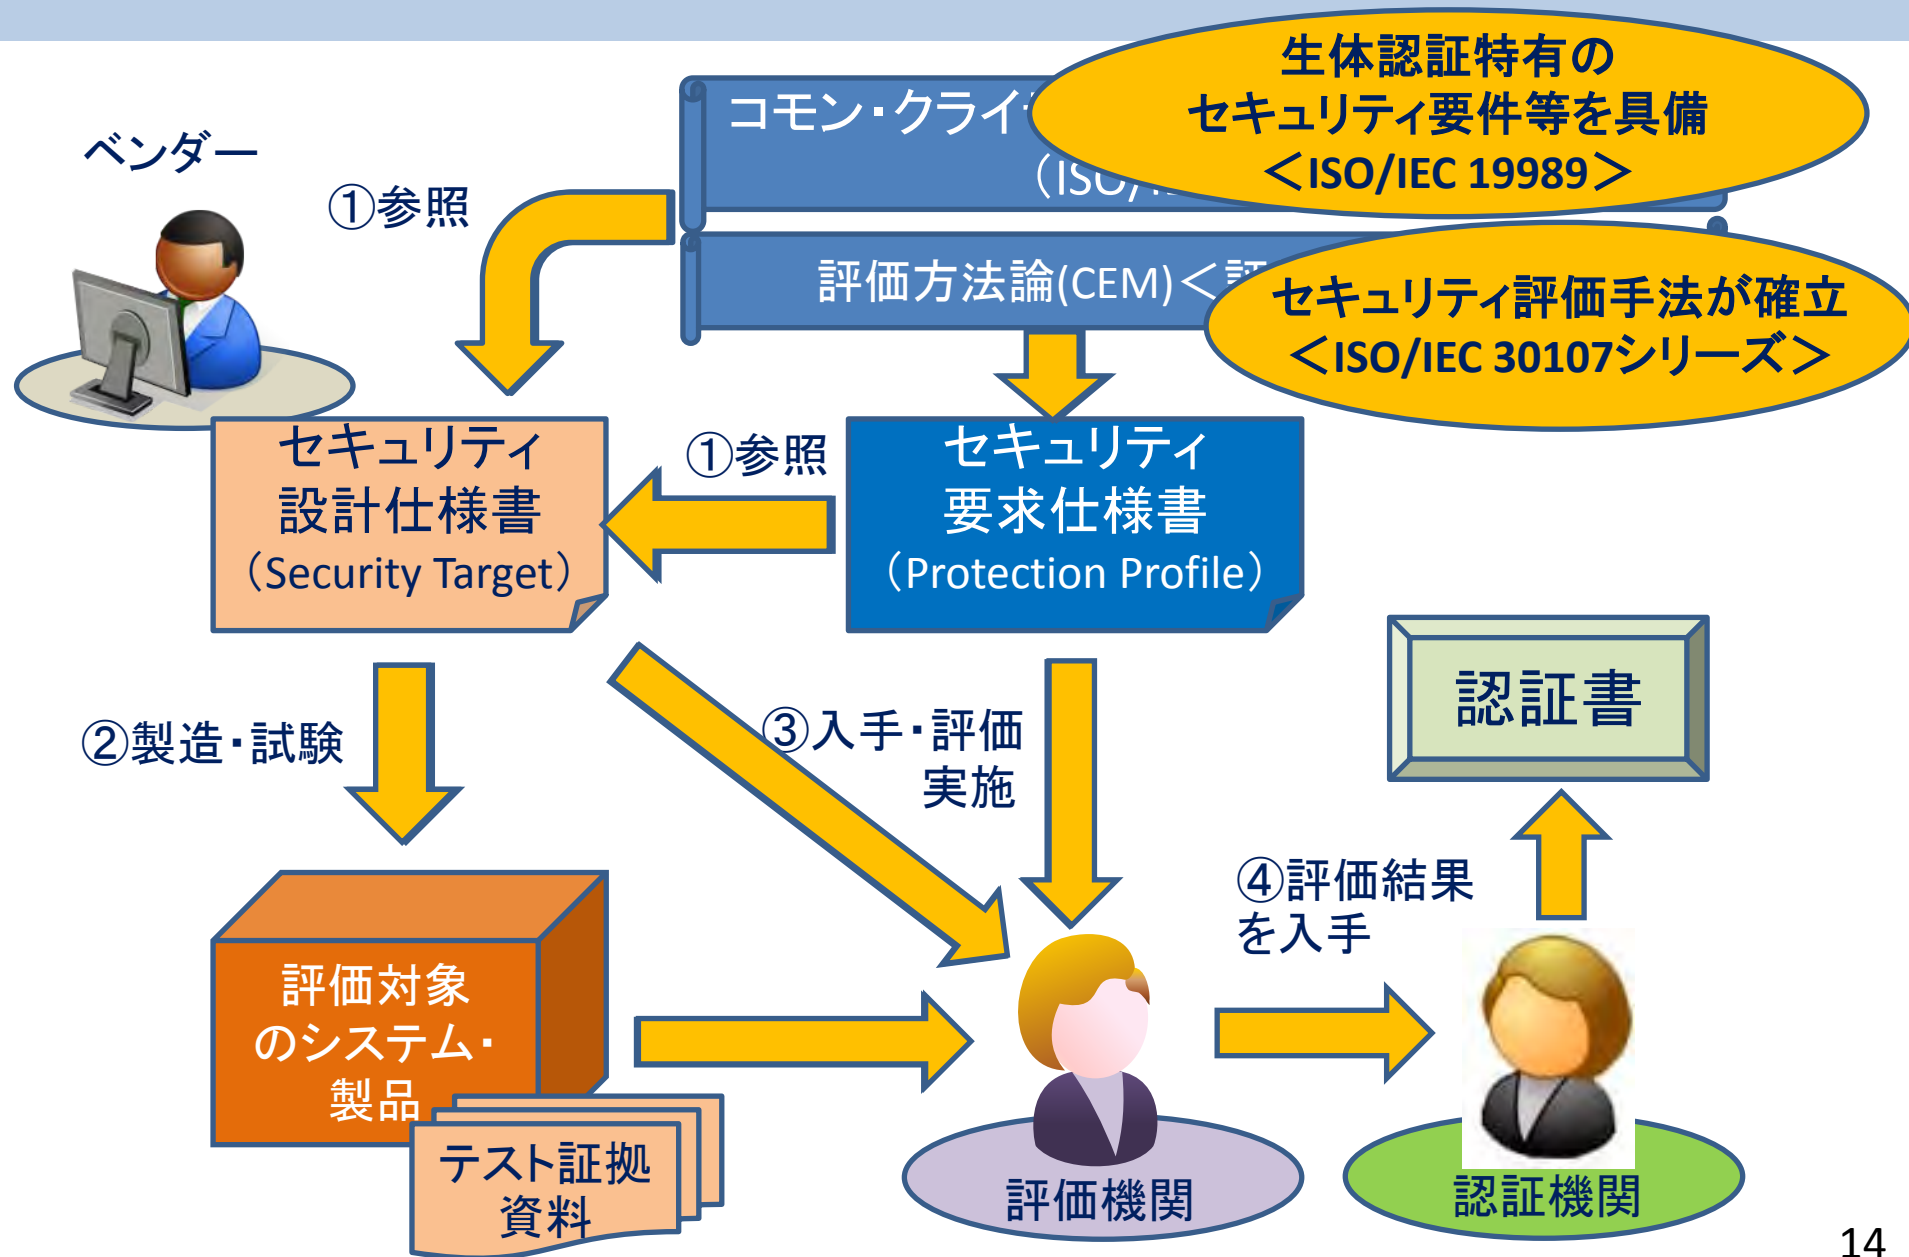 生体認証特有の
セキュリティ要件等を具備
＜ISO/IEC 19989＞
コモン・クライ
（ISO/
ベンダー
①参照
評価方法論(CEM)＜評
セキュリティ評価手法が確立
＜ISO/IEC 30107シリーズ＞
セキュリティ
設計仕様書
（Security Target）
①参照
セキュリティ
要求仕様書
（Protection Profile）
②製造・試験
③入手・評価
実施
認証書
④評価結果
を入手
評価対象
のシステム・
製品
テスト証拠
資料
評価機関
認証機関
14